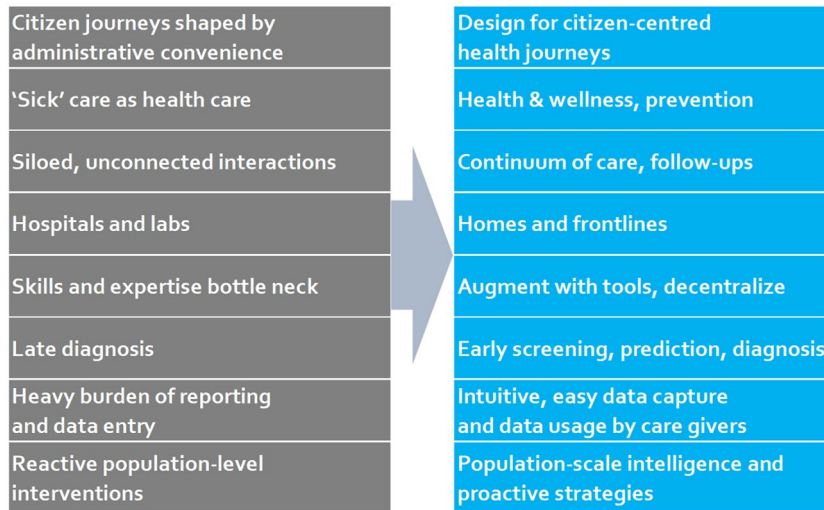 Citizen journeys shaped by
administrative convenience
‘Sick’ care as health care
Siloed, unconnected interactions
Hospitals and labs
Skills and expertise bottle neck
Late diagnosis
Heavy burden of reporting
and data entry
Reactive population-level
interventions
Design for citizen-centred
health journeys
Health & wellness, prevention
Continuum of care, follow-ups
Homes and frontlines
Augment with tools, decentralize
Early screening, prediction, diagnosis
Intuitive, easy data capture
and data usage by care givers
Population-scale intelligence and
proactive strategies